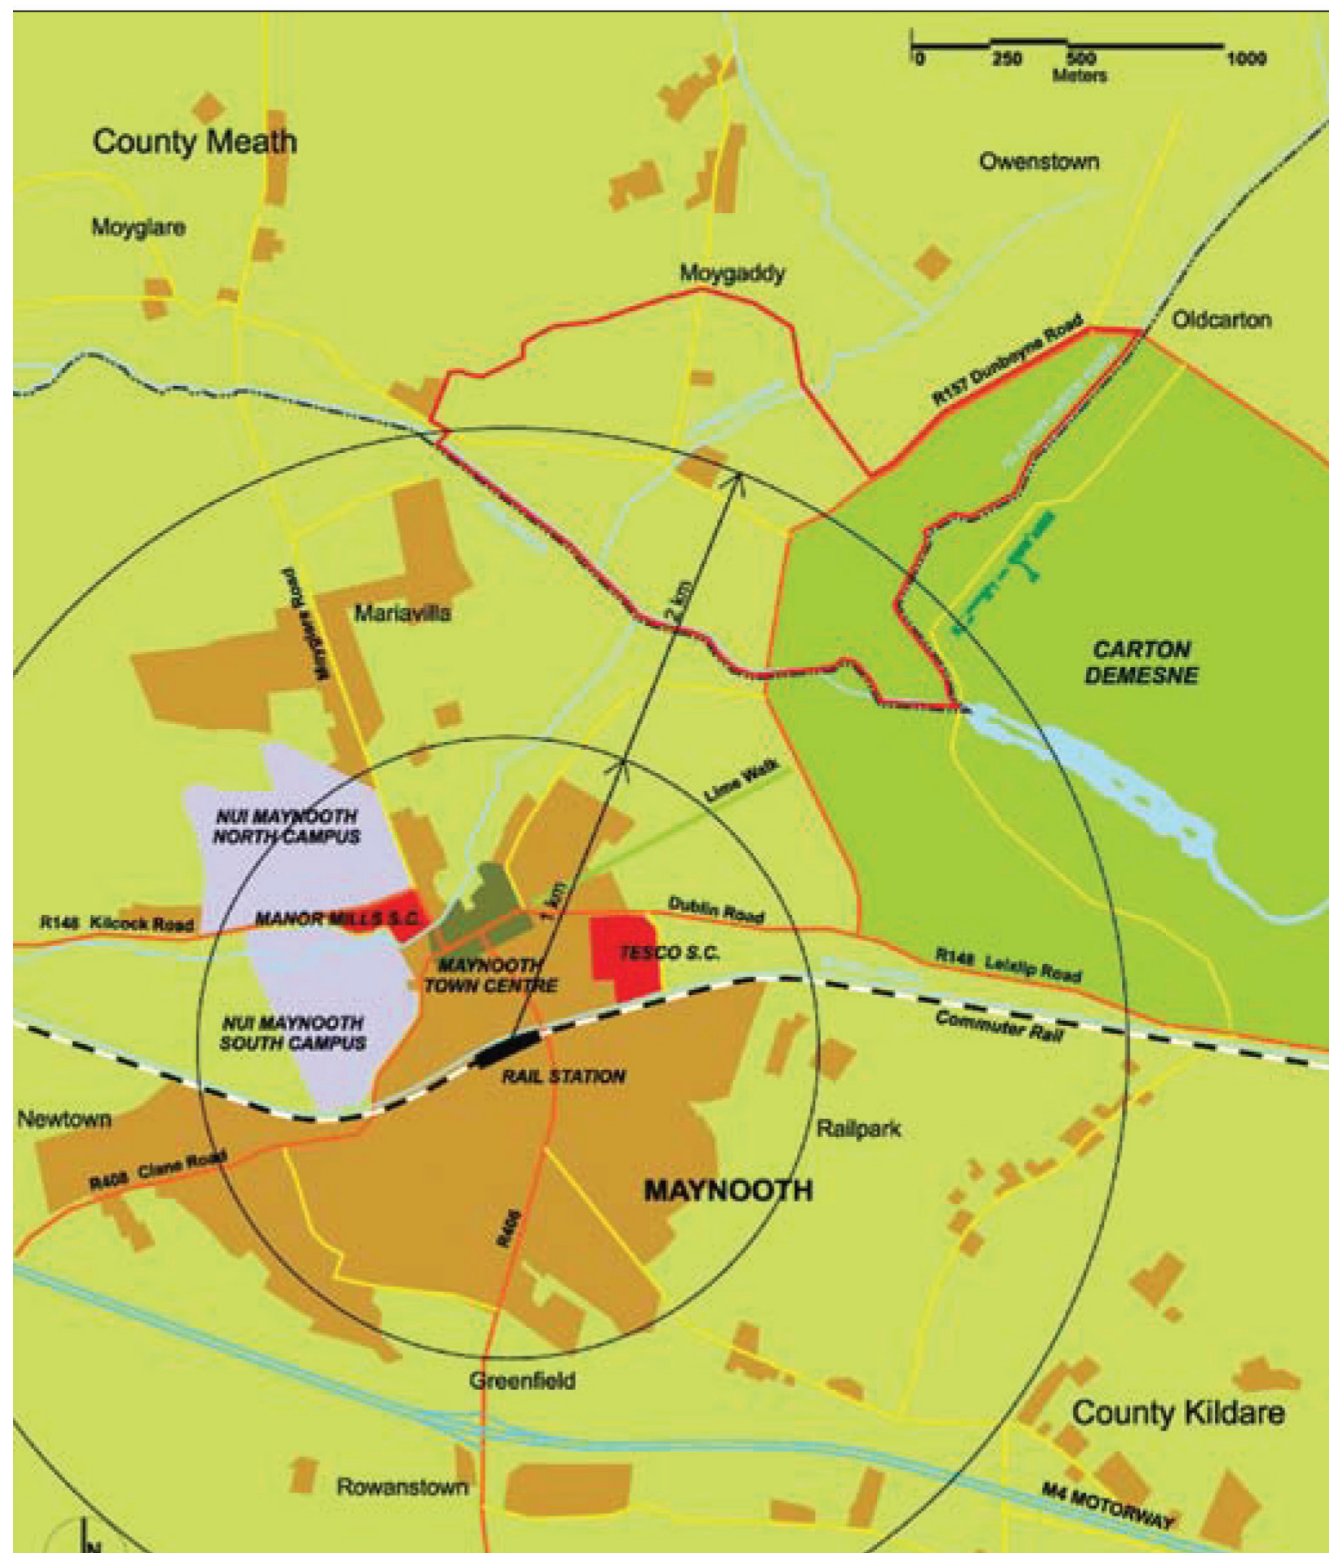 0 250 500 1000
Meters
County Meath
Owenstown
Moyglare
Moygaddy
Oldcarton
R157 Dunboyne Road
2 km
Moyglare Road
Mariavilla
CARTON
DEMESNE
Lime Walk
NUI MAYNOOTH
NORTH CAMPUS
1 km
R148 Kilcock Road
MANOR MILLS S.C.
Dublin Road
TESCO S.C.
MAYNOOTH
TOWN CENTRE
R148 Leixlip Road
NUI MAYNOOTH
SOUTH CAMPUS
Commuter Rail
RAIL STATION
Newtown
Railpark
R408 Clane Road
MAYNOOTH
R406
Greenfield
County Kildare
Rowanstown
M4 MOTORWAY
N